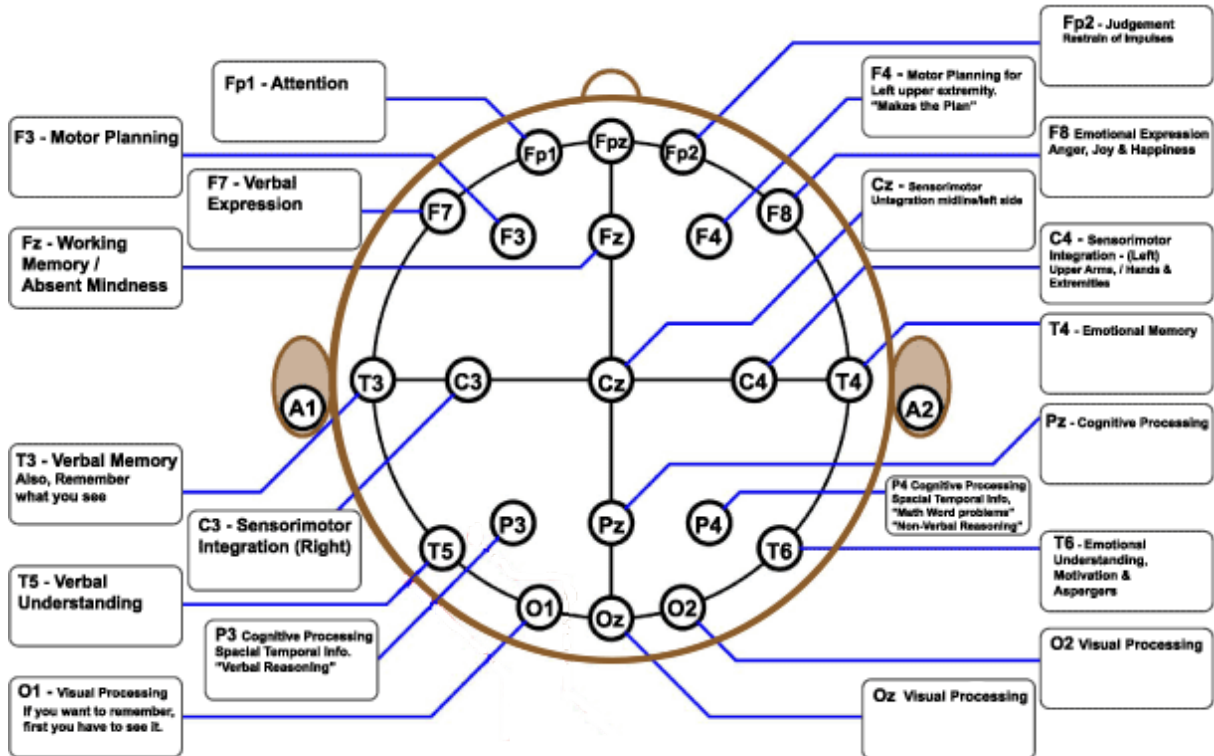 Fp1 - Attention
F3 - Motor Planning
F7 - Verbal
Expression
Fz - Working
Memory /
Absent Mindness
T3 - Verbal Memory
Also, Remember
what you see
C3 - Sensorimotor
Integration (Right)
T5 - Verbal
Understanding
P3 Cognitive Processing
Special Temporal Info.
"Verbal Reasoning"
O1 - Visual Processing
If you want to remember,
first you have to see it.
Fp1
Fpz
Fp2
F7
F3
Fz
F4
F8
A1
T3
C3
Cz
C4
T4
A2
T5
P3
Pz
P4
T6
O1
Oz
O2
Fp2 - Judgement
Restrain of Impulses
F4 - Motor Planning for
Left upper extremity.
"Makes the Plan"
F8 Emotional Expression
Anger, Joy & Happiness
Cz - Sensorimotor
Untegration midline/left side
C4 - Sensorimotor
Integration - (Left)
Upper Arms, / Hands &
Extremities
T4 - Emotional Memory
Pz - Cognitive Processing
P4 Cognitive Processing
Special Temporal Info,
"Math Word problems"
"Non-Verbal Reasoning"
T6 - Emotional
Understanding,
Motivation &
Aspergers
O2 Visual Processing
Oz Visual Processing